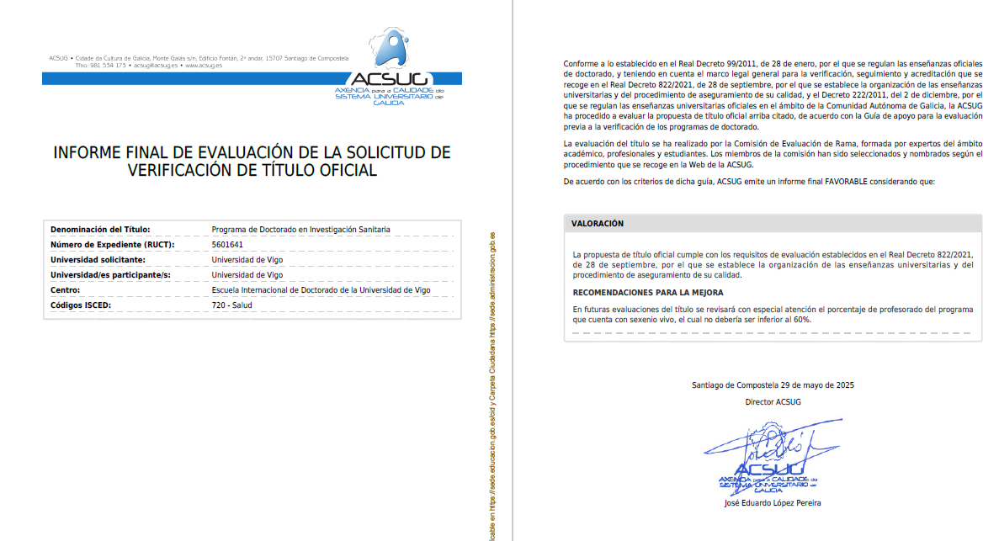 ACSUG • Cidade da Cultura de Galicia, Monte Gaiás s/n, Edificio Fontán, 2º andar, 15707 Santiago de Compostela
Tfno: 981 534 173 • acsug@acsug.es • www.acsug.es
ACSUG
AXENCIA para a CALIDADE do
SISTEMA UNIVERSITARIO de
GALICIA
INFORME FINAL DE EVALUACIÓN DE LA SOLICITUD DE
VERIFICACIÓN DE TÍTULO OFICIAL
Denominación del Título: Programa de Doctorado en Investigación Sanitaria
Número de Expediente (RUCT): 5601641
Universidad solicitante: Universidad de Vigo
Universidad/es participante/s: Universidad de Vigo
Centro: Escuela Internacional de Doctorado de la Universidad de Vigo
Códigos ISCED: 720 - Salud
cable en https://sede.educacion.gob.es/cid y Carpeta Ciudadana https://sede.administracion.gob.es
Conforme a lo establecido en el Real Decreto 99/2011, de 28 de enero, por el que se regulan las enseñanzas oficiales
de doctorado, y teniendo en cuenta el marco legal general para la verificación, seguimiento y acreditación que se
recoge en el Real Decreto 822/2021, de 28 de septiembre, por el que se establece la organización de las enseñanzas
universitarias y del procedimiento de aseguramiento de su calidad, y el Decreto 222/2011, del 2 de diciembre, por el
que se regulan las enseñanzas universitarias oficiales en el ámbito de la Comunidad Autónoma de Galicia, la ACSUG
ha procedido a evaluar la propuesta de título oficial arriba citado, de acuerdo con la Guía de apoyo para la evaluación
previa a la verificación de los programas de doctorado.
La evaluación del título se ha realizado por la Comisión de Evaluación de Rama, formada por expertos del ámbito
académico, profesionales y estudiantes. Los miembros de la comisión han sido seleccionados y nombrados según el
procedimiento que se recoge en la Web de la ACSUG.
De acuerdo con los criterios de dicha guía, ACSUG emite un informe final FAVORABLE considerando que:
VALORACIÓN
La propuesta de título oficial cumple con los requisitos de evaluación establecidos en el Real Decreto 822/2021,
de 28 de septiembre, por el que se establece la organización de las enseñanzas universitarias y del
procedimiento de aseguramiento de su calidad.
RECOMENDACIONES PARA LA MEJORA
En futuras evaluaciones del título se revisará con especial atención el porcentaje de profesorado del programa
que cuenta con sexenio vivo, el cual no debería ser inferior al 60%.
Santiago de Compostela 29 de mayo de 2025
Director ACSUG
ACSUG
AXENCIA para a CALIDADE do
SISTEMA UNIVERSITARIO de
GALICIA
José Eduardo López Pereira